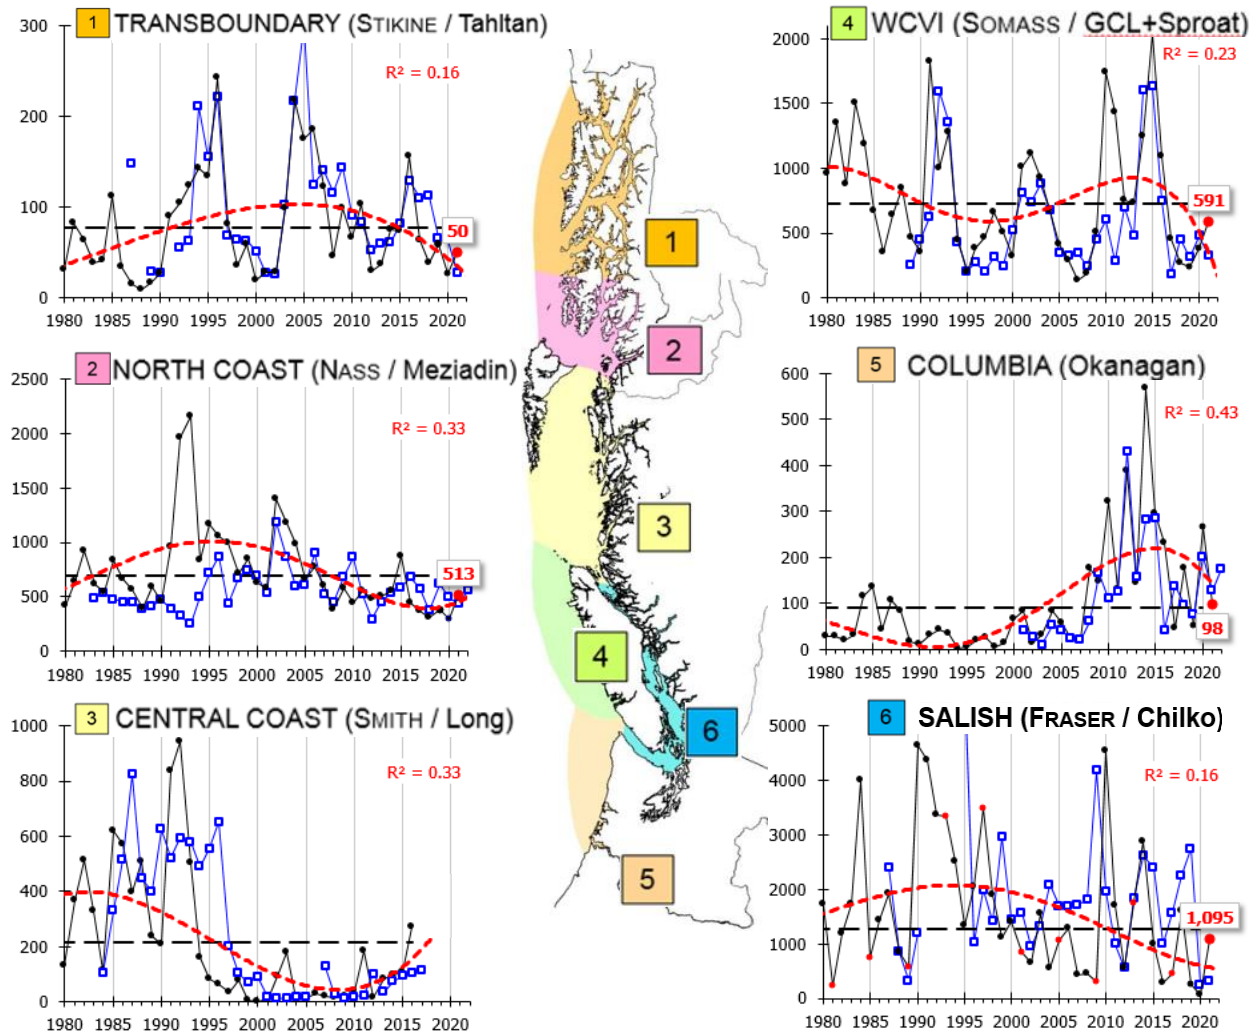 1 TRANSBOUNDARY (STIKINE / Tahltan)
300
200
100
0
R² = 0.16
50
1980 1985 1990 1995 2000 2005 2010 2015 2020
2 NORTH COAST (NASS / Meziadin)
2500
2000
1500
1000
500
0
R² = 0.33
513
1980 1985 1990 1995 2000 2005 2010 2015 2020
3 CENTRAL COAST (SMITH / Long)
1000
800
600
400
200
0
R² = 0.33
1980 1985 1990 1995 2000 2005 2010 2015 2020
1
2
3
4
6
5
4 WCVI (SOMASS / GCL+Sproat)
2000
1500
1000
500
0
R² = 0.23
591
1980 1985 1990 1995 2000 2005 2010 2015 2020
5 COLUMBIA (Okanagan)
600
500
400
300
200
100
0
R² = 0.43
98
1980 1985 1990 1995 2000 2005 2010 2015 2020
6 SALISH (FRASER / Chilko)
5000
4000
3000
2000
1000
0
R² = 0.16
1,095
1980 1985 1990 1995 2000 2005 2010 2015 2020